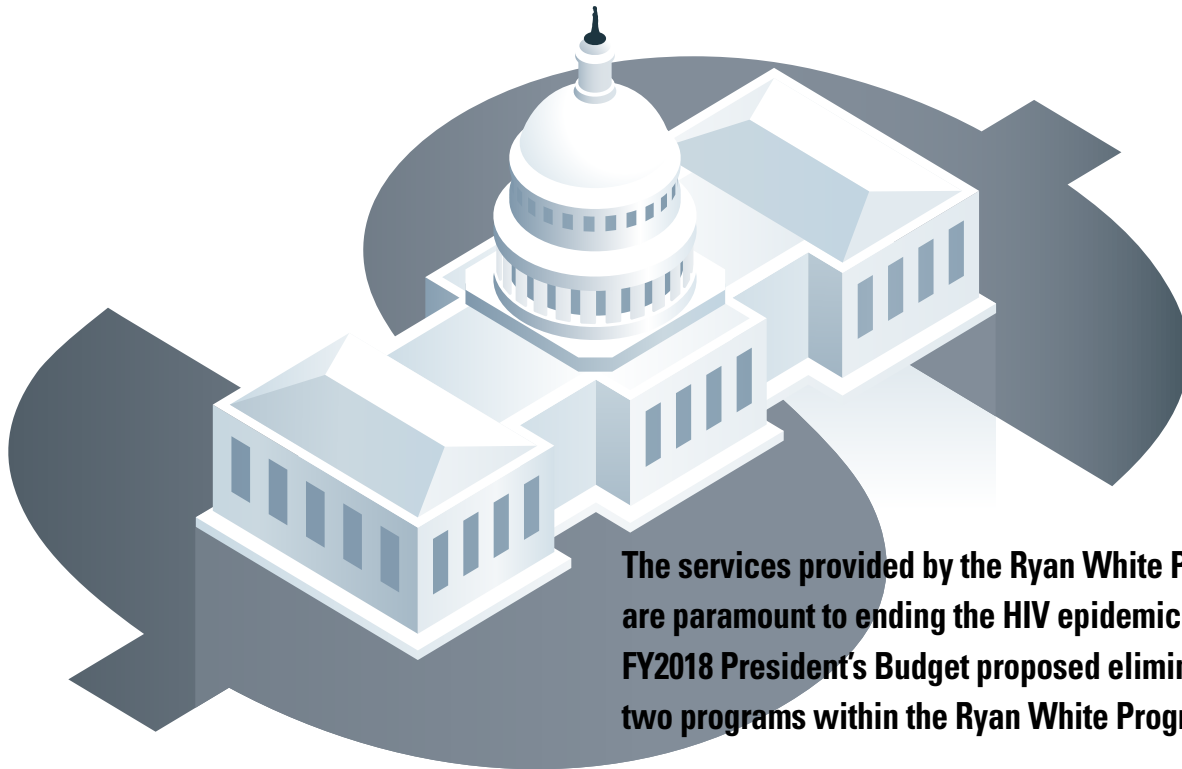 The services provided by the Ryan White P
are paramount to ending the HIV epidemic
FY2018 President's Budget proposed elimi
two programs within the Ryan White Prog